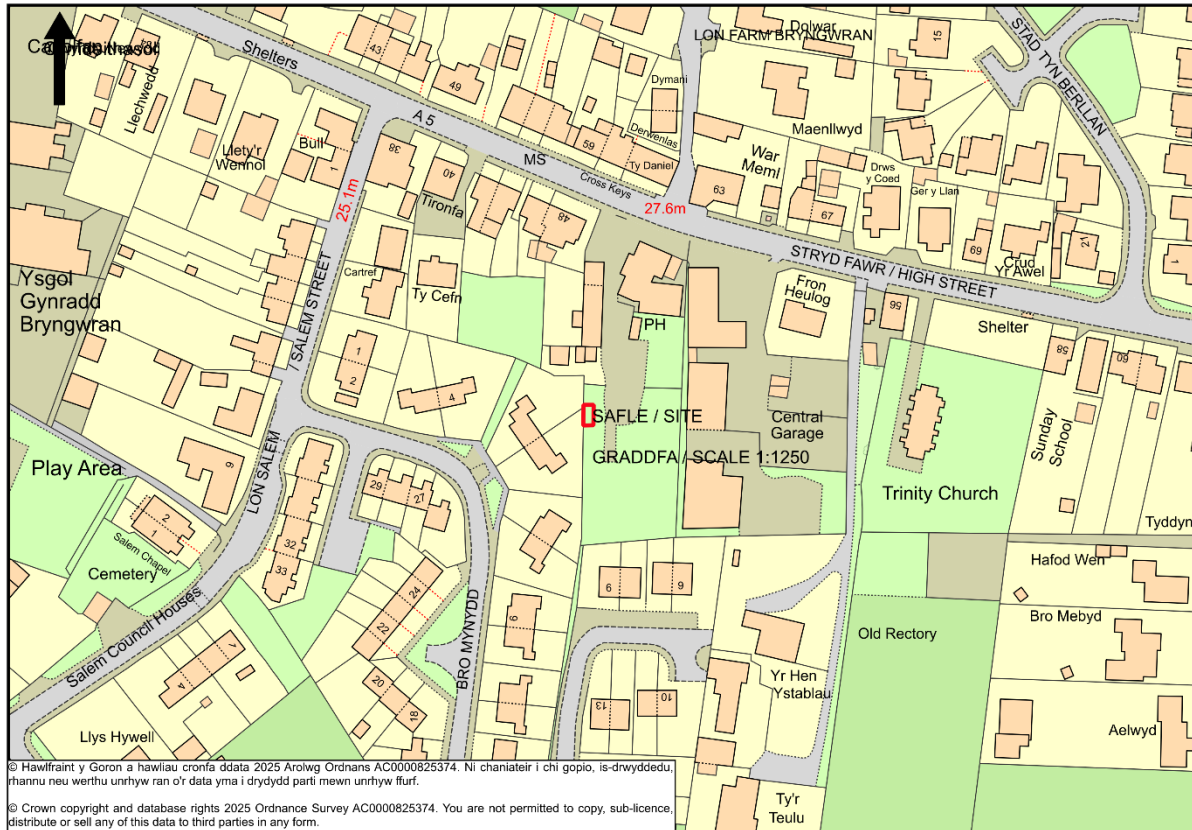 Shelters
43
49
A 5
Llechwedd
Llety'r
Wennol
Bull
1
38
40
Tironfa
MS
59
Ty Daniel
Derwenlas
Dymani
Cross Keys
48
25.1m
27.6m
Dolwar
LON FARM BRYNGWRAN
15
STAD TYN BERLLAN
Maenllwyd
War
Meml
63
67
Drws
y Coed
Ger y Llan
69
Crud
Yr Awel
21
1
STRYD FAWR / HIGH STREET
Ysgol
Gynradd
Bryngwran
/ SALEM STREET
Cartref
Ty Cefn
1
2
4
PH
Fron
Heulog
56
Shelter
58
60
SAFLE / SITE
GRADDFA / SCALE 1:1250
Central
Garage
Trinity Church
Sunday
School
Tyddyn
Play Area
9
LON SALEM
2
1
Salem Chapel
Cemetery
29
27
32
33
24
22
20
18
Salem Council Houses
1
4
Llys Hywell
BRO MYNYDD
9
9
9
13
10
Yr Hen
Ystablau
Old Rectory
Hafod Wen
Bro Mebyd
Aelwyd
Ty'r
Teulu
© Hawlfraint y Goron a hawliau cronfa ddata 2025 Arolwg Ordnans AC0000825374. Ni chaniateir i chi gopio, is-drwyddedu,
rhannu neu werthu unrhyw ran o'r data yma i drydydd parti mewn unrhyw ffurf.
© Crown copyright and database rights 2025 Ordnance Survey AC0000825374. You are not permitted to copy, sub-licence,
distribute or sell any of this data to third parties in any form.